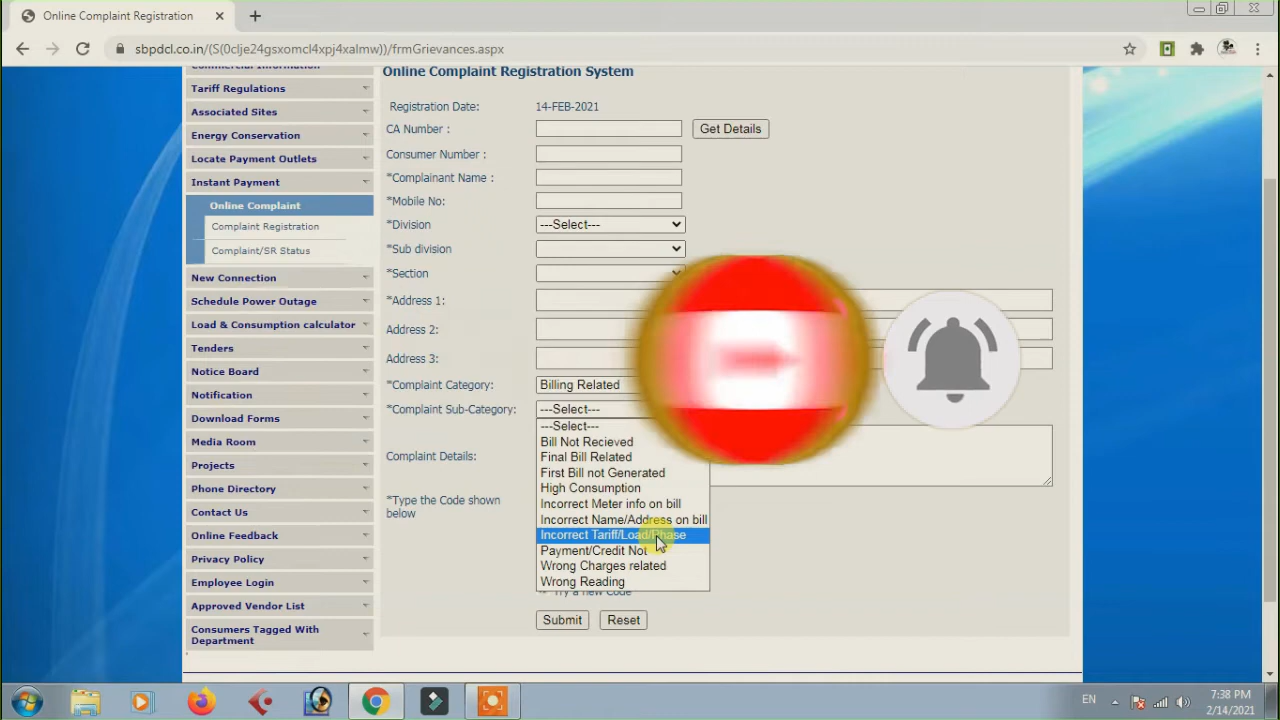 Online Complaint Registration
sbpdcl.co.in/(S(0clje24gsxomcl4xpj4xalmw))/frmGrievances.aspx
Commercial Information
Tariff Regulations
Associated Sites
Energy Conservation
Locate Payment Outlets
Instant Payment
Online Complaint
Complaint Registration
Complaint/SR Status
New Connection
Schedule Power Outage
Load & Consumption calculator
Tenders
Notice Board
Notification
Download Forms
Media Room
Projects
Phone Directory
Contact Us
Online Feedback
Privacy Policy
Employee Login
Approved Vendor List
Consumers Tagged With
Department
Online Complaint Registration System
Registration Date: 14-FEB-2021
CA Number : Get Details
Consumer Number :
*Complainant Name :
*Mobile No:
*Division ---Select---
*Sub division
*Section
*Address 1:
Address 2:
Address 3:
*Complaint Category: Billing Related
*Complaint Sub-Category: ---Select---
---Select---
Bill Not Recieved
Final Bill Related
First Bill not Generated
High Consumption
Incorrect Meter info on bill
Incorrect Name/Address on bill
Incorrect Tariff/Load/Phase
Payment/Credit Not
Wrong Charges related
Wrong Reading
Complaint Details:
*Type the Code shown
below
Try a new Code
Submit Reset
EN
7:38 PM
2/14/2021